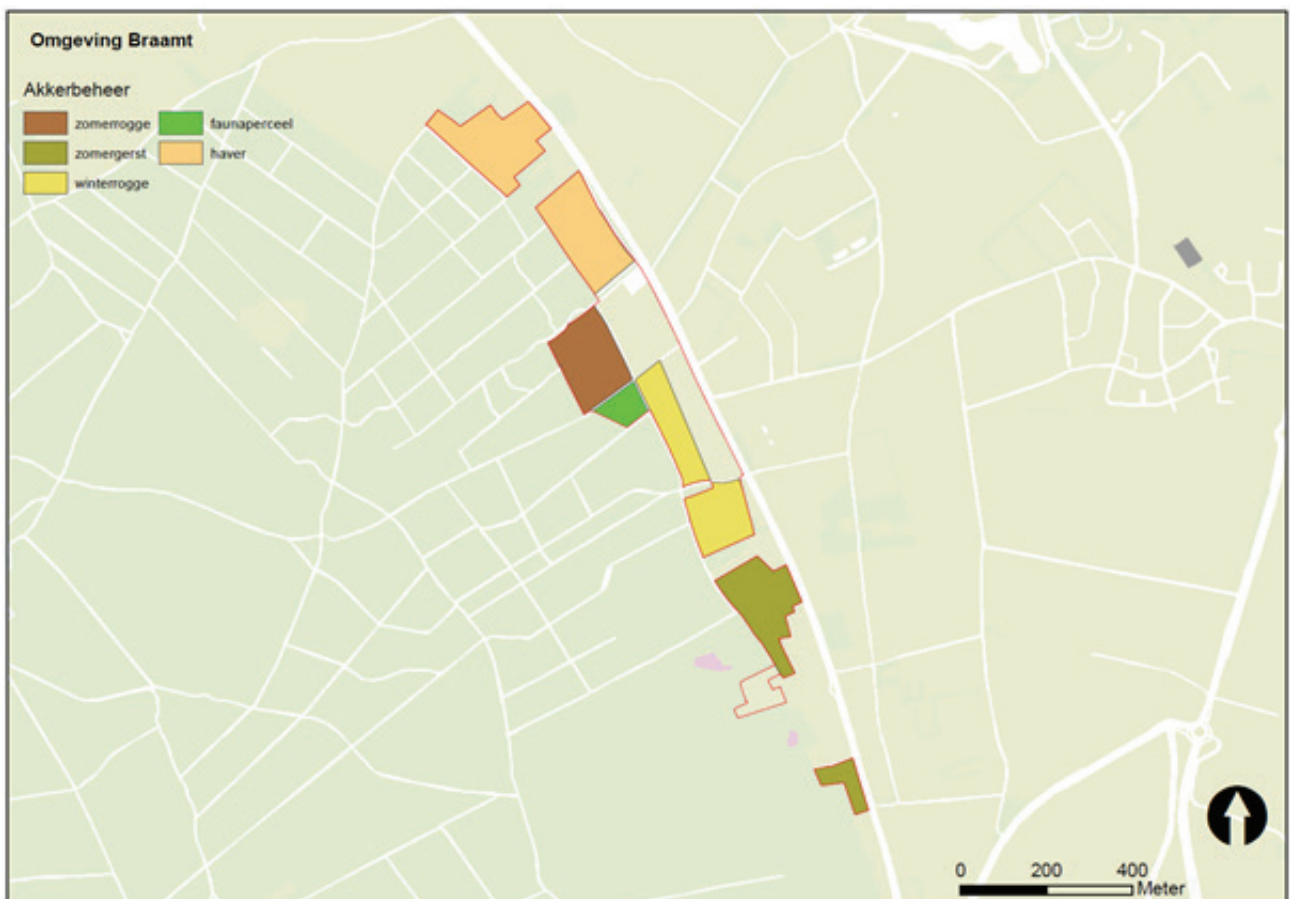 Omgeving Braamt
Akkerbeheer
zomerrogge faunaperceel
zomergerst haver
winterrogge
0 200 400
Meter